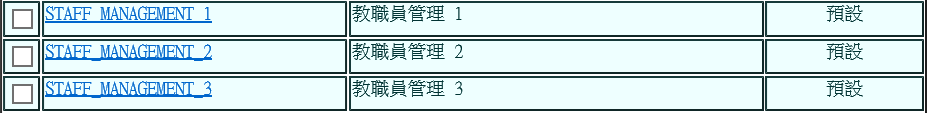 STAFF_MANAGEMENT_1 教職員管理 1 預設
STAFF_MANAGEMENT_2 教職員管理 2 預設
STAFF_MANAGEMENT_3 教職員管理 3 預設